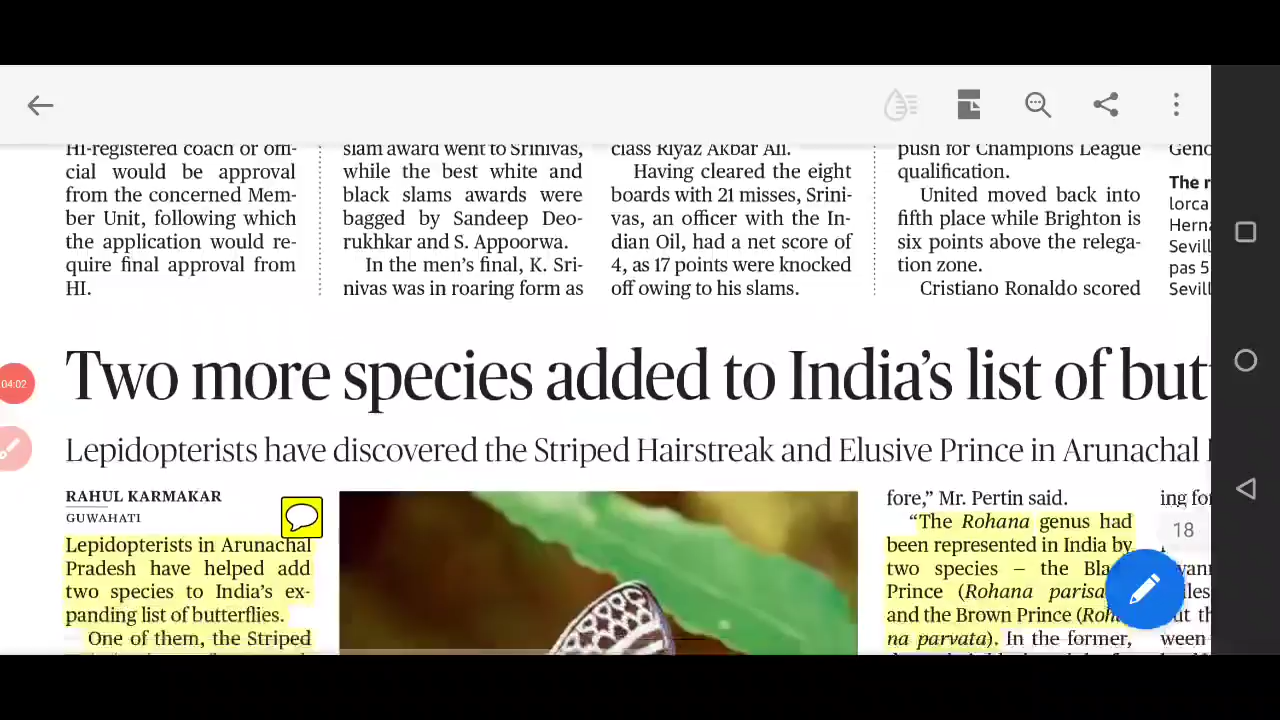 HI-registered coach or offi-
cial would be approval
from the concerned Mem-
ber Unit, following which
the application would re-
quire final approval from
HI.
slam award went to Srinivas,
while the best white and
black slams awards were
bagged by Sandeep Deo-
rukhkar and S. Appoorwa.
In the men's final, K. Sri-
nivas was in roaring form as
class Riyaz Akbar Ali.
Having cleared the eight
boards with 21 misses, Srini-
vas, an officer with the In-
dian Oil, had a net score of
4, as 17 points were knocked
off owing to his slams.
push for Champions League
qualification.
United moved back into
fifth place while Brighton is
six points above the relega-
tion zone.
Cristiano Ronaldo scored
The r
lorca
Herna
Sevill
pas 5
Sevill
04:02
Two more species added to India's list of but
Lepidopterists have discovered the Striped Hairstreak and Elusive Prince in Arunachal
RAHUL KARMAKAR
GUWAHATI
Lepidopterists in Arunachal
Pradesh have helped add
two species to India's ex-
panding list of butterflies.
One of them, the Striped
fore," Mr. Pertin said.
"The Rohana genus had
been represented in India by
two species – the Bla
Prince (Rohana parisa
and the Brown Prince (Roh
na parvata). In the former,
ing for
18